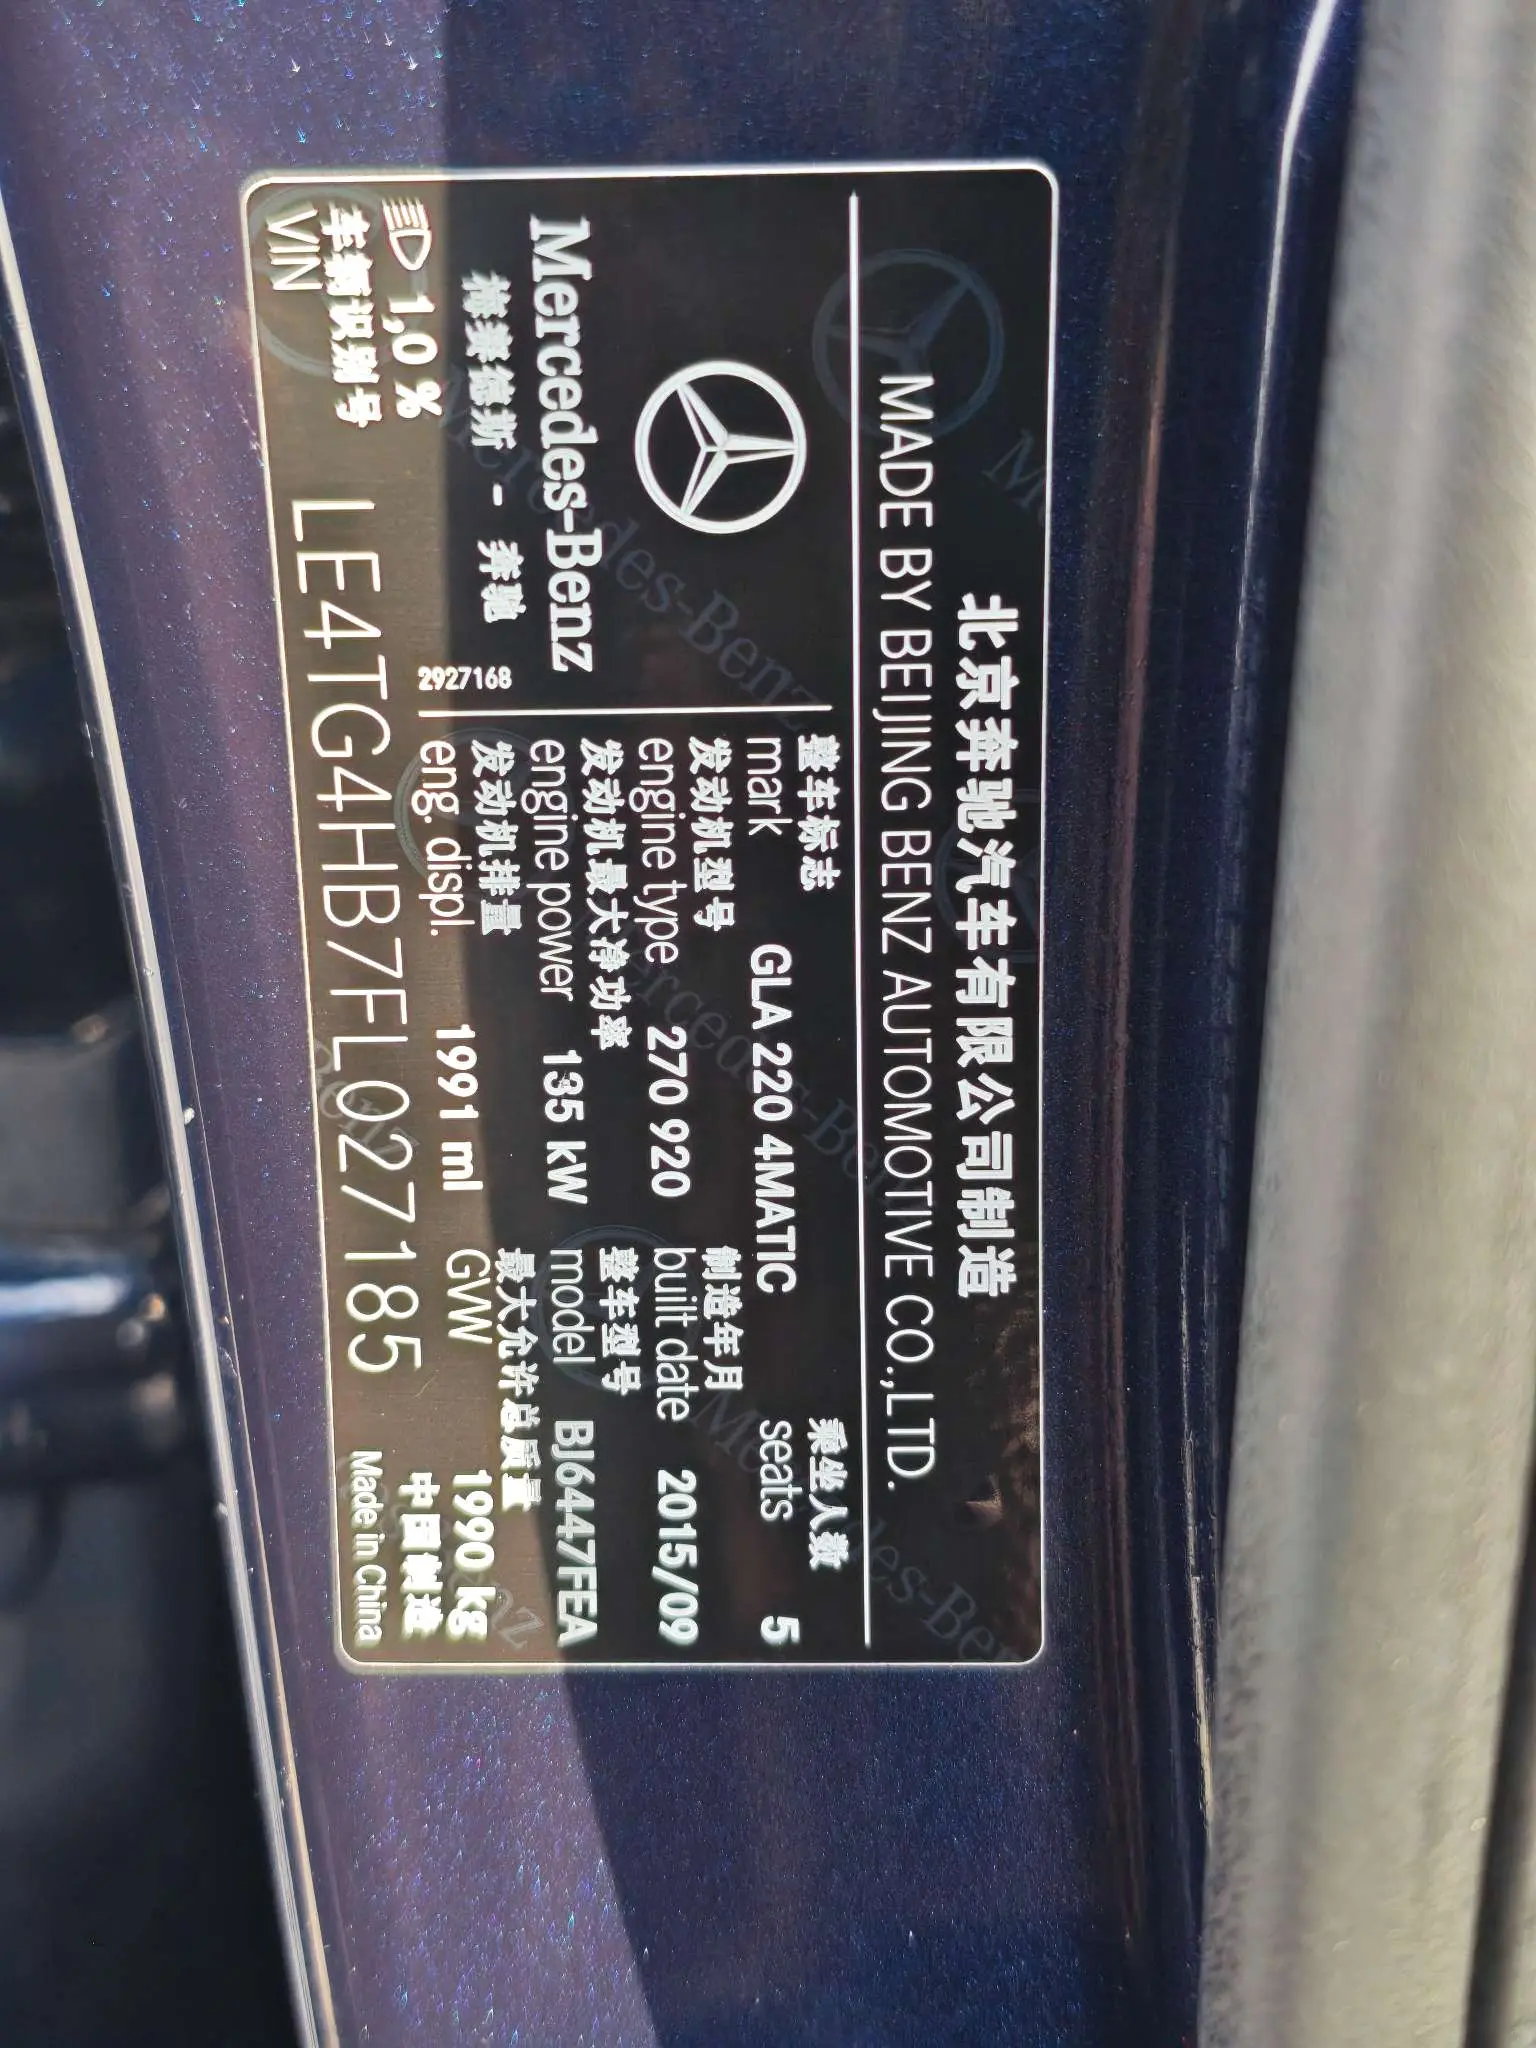 北京奔驰汽车有限公司制造
MADE BY BEIJING BENZ AUTOMOTIVE CO.,LTD.
Mercedes-Benz
梅赛德斯 - 奔驰
2927168
整车标志
mark GLA 220 4MATIC
乘坐人数
seats 5
发动机型号
engine type 270 920
制造年月
built date 2015/09
发动机最大净功率
engine power 135 kW
整车型号
model BJ6447FEA
发动机排量
eng. displ. 1991 ml
最大允许总质量
GW 1990 kg
1,0 %
车辆识别号
VIN LE4TG4HB7FL027185
中国制造
Made in China